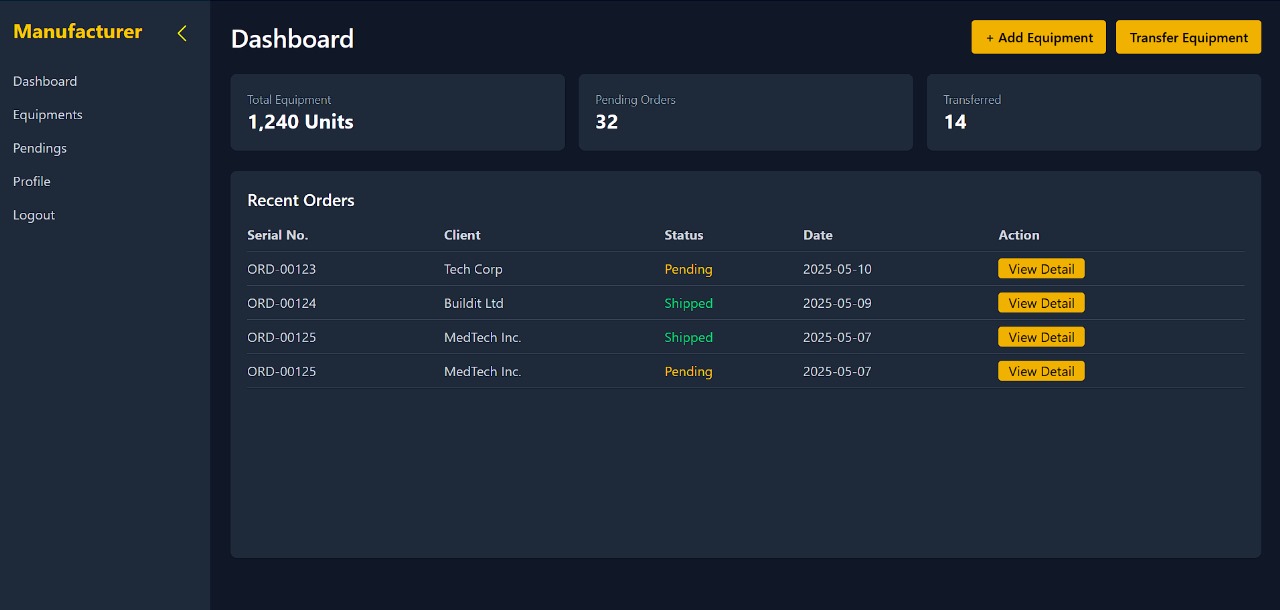 Manufacturer
Dashboard
Equipments
Pendings
Profile
Logout
Dashboard
+ Add Equipment
Transfer Equipment
Total Equipment
1,240 Units
Pending Orders
32
Transferred
14
Recent Orders
Serial No. Client Status Date Action
ORD-00123 Tech Corp Pending 2025-05-10 View Detail
ORD-00124 Buildit Ltd Shipped 2025-05-09 View Detail
ORD-00125 MedTech Inc. Shipped 2025-05-07 View Detail
ORD-00125 MedTech Inc. Pending 2025-05-07 View Detail